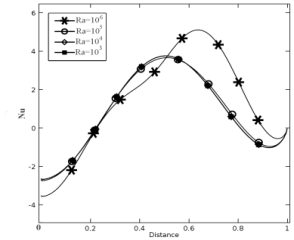 6
Ra=10⁶
Ra=10⁵
Ra=10⁴
Ra=10³
4
2
Nu
0
-2
-4
0 0.2 0.4 0.6 0.8 1
Distance